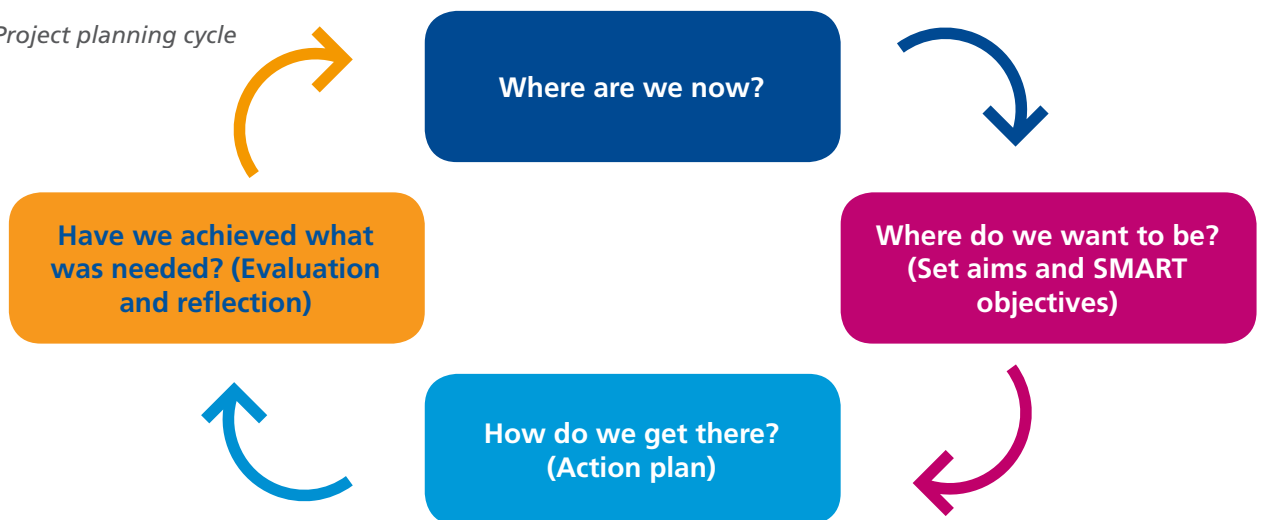 Project planning cycle
Where are we now?
Where do we want to be?
(Set aims and SMART
objectives)
How do we get there?
(Action plan)
Have we achieved what
was needed? (Evaluation
and reflection)